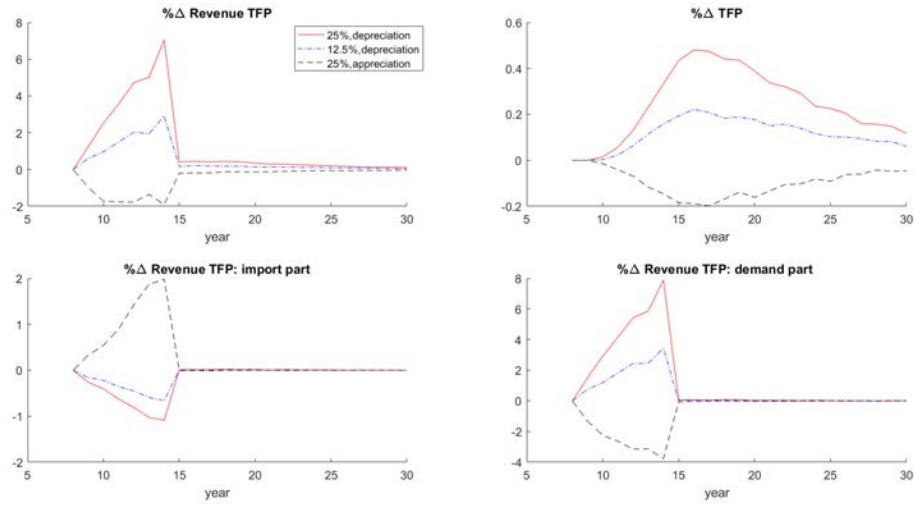 %Δ Revenue TFP
8
6
4
2
0
-2
5 10 15 20 25 30
year
25%,depreciation
12.5%,depreciation
25%,appreciation
%Δ TFP
0.6
0.4
0.2
0
-0.2
5 10 15 20 25 30
year
%Δ Revenue TFP: import part
2
1
0
-1
-2
5 10 15 20 25 30
year
%Δ Revenue TFP: demand part
8
6
4
2
0
-2
-4
5 10 15 20 25 30
year